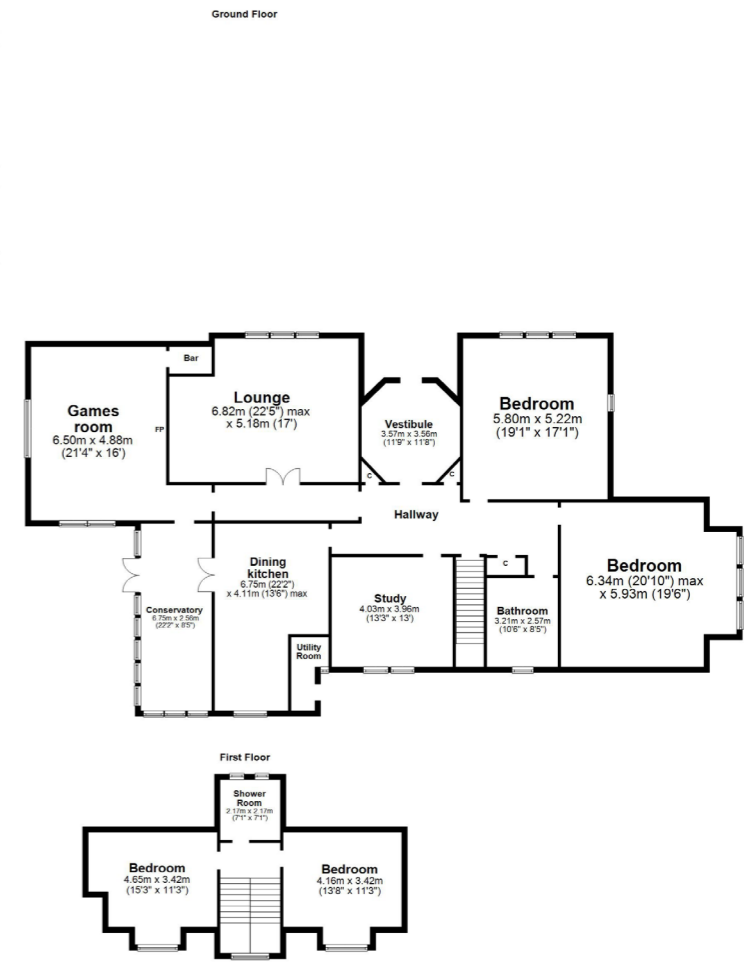 Ground Floor
Bar
Games
room
6.50m x 4.88m
(21'4" x 16')
FP
Lounge
6.82m (22'5") max
x 5.18m (17')
Vestibule
3.57m x 3.56m
(11'9" x 11'8")
C
C
Bedroom
5.80m x 5.22m
(19'1" x 17'1")
Hallway
Dining
kitchen
6.75m (22'2")
x 4.11m (13'6") max
Conservatory
6.75m x 2.56m
(22'2" x 8'5")
Study
4.03m x 3.96m
(13'3" x 13')
Utility
Room
C
Bathroom
3.21m x 2.57m
(10'6" x 8'5")
Bedroom
6.34m (20'10") max
x 5.93m (19'6")
First Floor
Shower
Room
2.17m x 2.17m
(7'1" x 7'1")
Bedroom
4.65m x 3.42m
(15'3" x 11'3")
Bedroom
4.16m x 3.42m
(13'8" x 11'3")